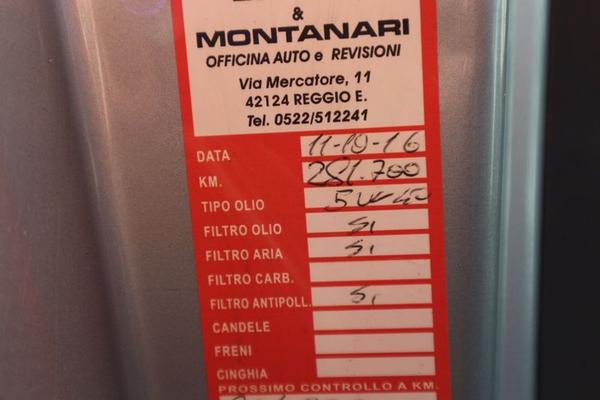 &
MONTANARI
OFFICINA AUTO e REVISIONI
Via Mercatore, 11
42124 REGGIO E.
Tel. 0522/512241
DATA 11-10-16
KM. 281.700
TIPO OLIO 5W40
FILTRO OLIO Si
FILTRO ARIA Si
FILTRO CARB.
FILTRO ANTIPOLL. Si
CANDELE
FRENI
CINGHIA
PROSSIMO CONTROLLO A KM.